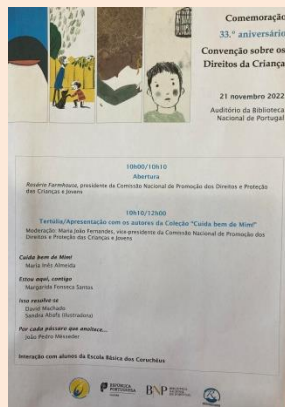 Comemoração
33.º aniversário
Convenção sobre os
Direitos da Criança
21 novembro 2022
Auditório da Biblioteca
Nacional de Portugal
10h00/10h10
Abertura
Rosário Farmhouse, presidente da Comissão Nacional de Promoção dos Direitos e Proteção
das Crianças e Jovens
10h10/12h00
Tertúlia/Apresentação com os autores da Coleção "Cuida bem de Mim!"
Moderação: Maria João Fernandes, vice-presidente da Comissão Nacional de Promoção dos
Direitos e Proteção das Crianças e Jovens
Cuida bem de Mim!
Maria Inês Almeida
Estou aqui, contigo
Margarida Fonseca Santos
Isso resolve-se
David Machado
Sandra (ilustradora)
Por cada pássaro que anoitece...
João Pedro Mésseder
Interação com alunos da Escola Básica dos Coruchéus
REPÚBLICA
PORTUGUESA
BNP